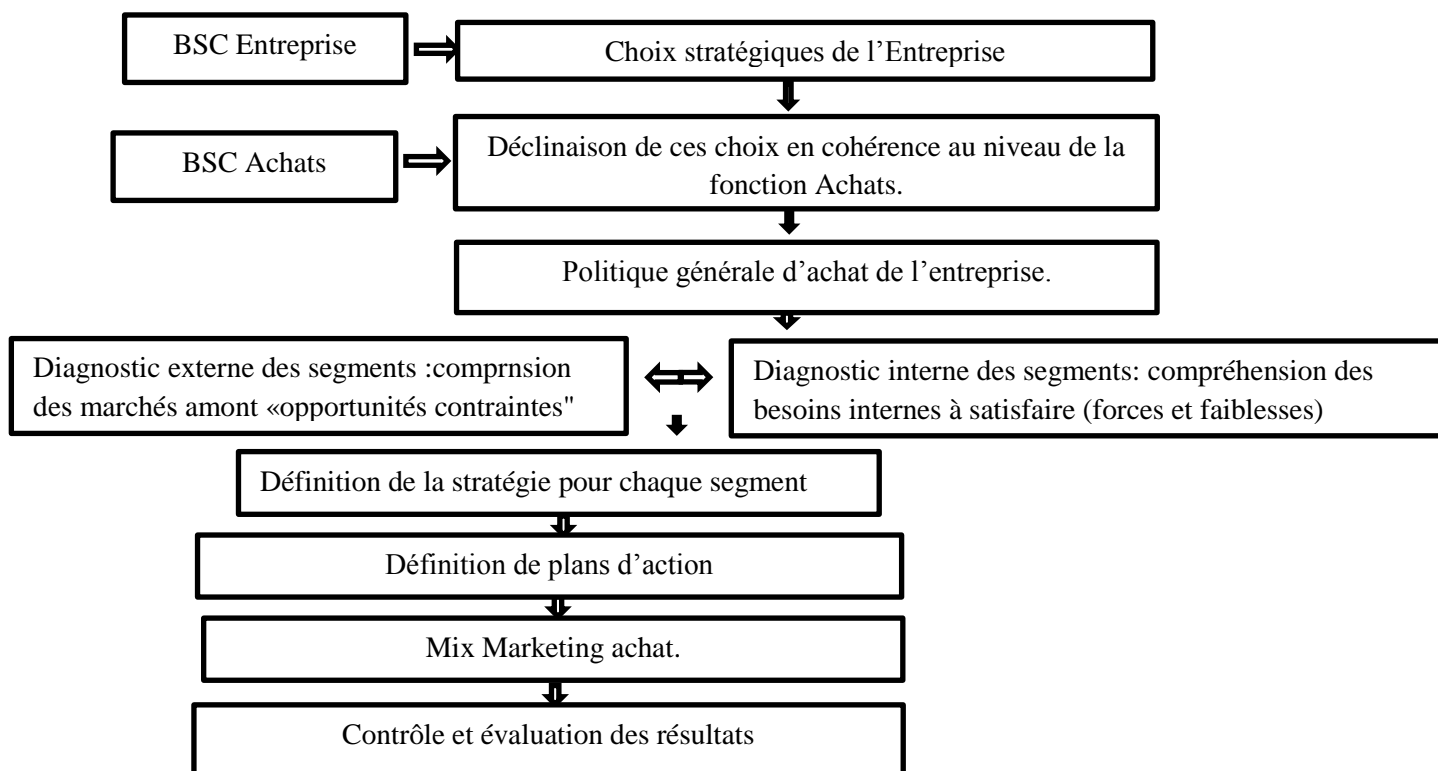 BSC Entreprise
Choix stratégiques de l’Entreprise
BSC Achats
Déclinaison de ces choix en cohérence au niveau de la
fonction Achats.
Politique générale d’achat de l’entreprise.
Diagnostic externe des segments :comprnsion
des marchés amont «opportunités contraintes"
Diagnostic interne des segments: compréhension des
besoins internes à satisfaire (forces et faiblesses)
Définition de la stratégie pour chaque segment
Définition de plans d’action
Mix Marketing achat.
Contrôle et évaluation des résultats